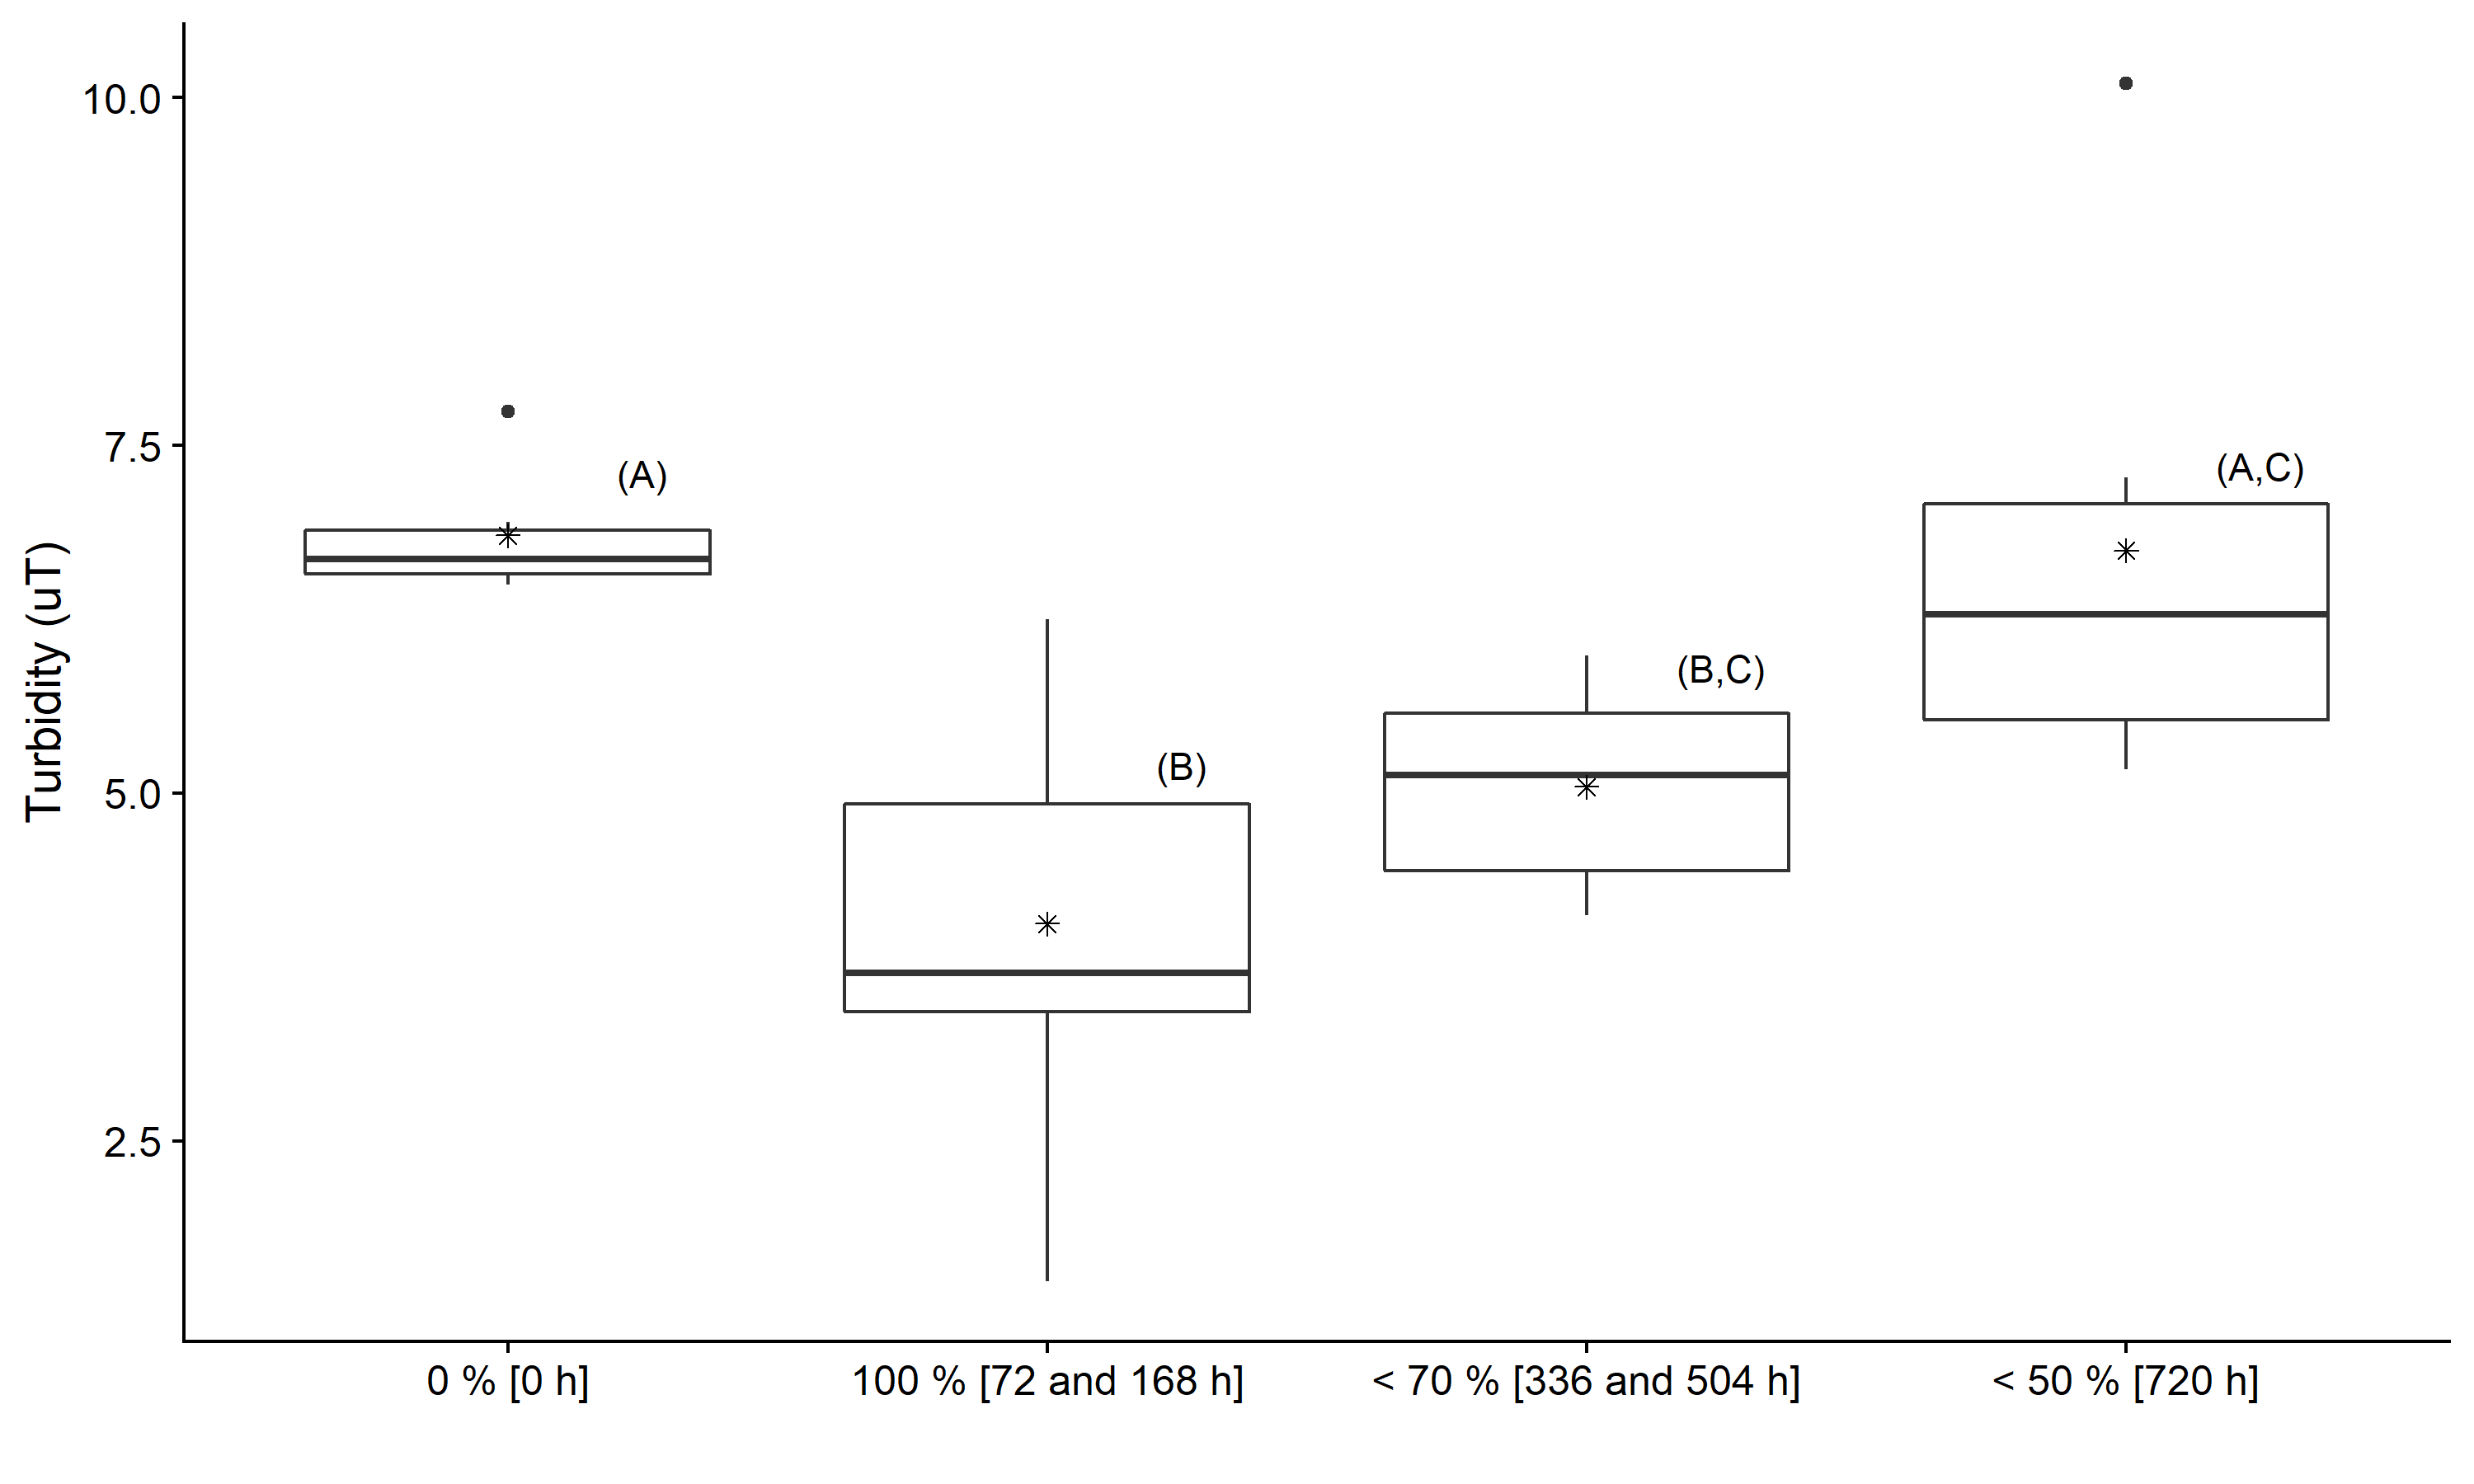 Turbidity (uT)
10.0
7.5
5.0
2.5
(A)
(B)
(B,C)
(A,C)
0 % [0 h]
100 % [72 and 168 h]
< 70 % [336 and 504 h]
< 50 % [720 h]